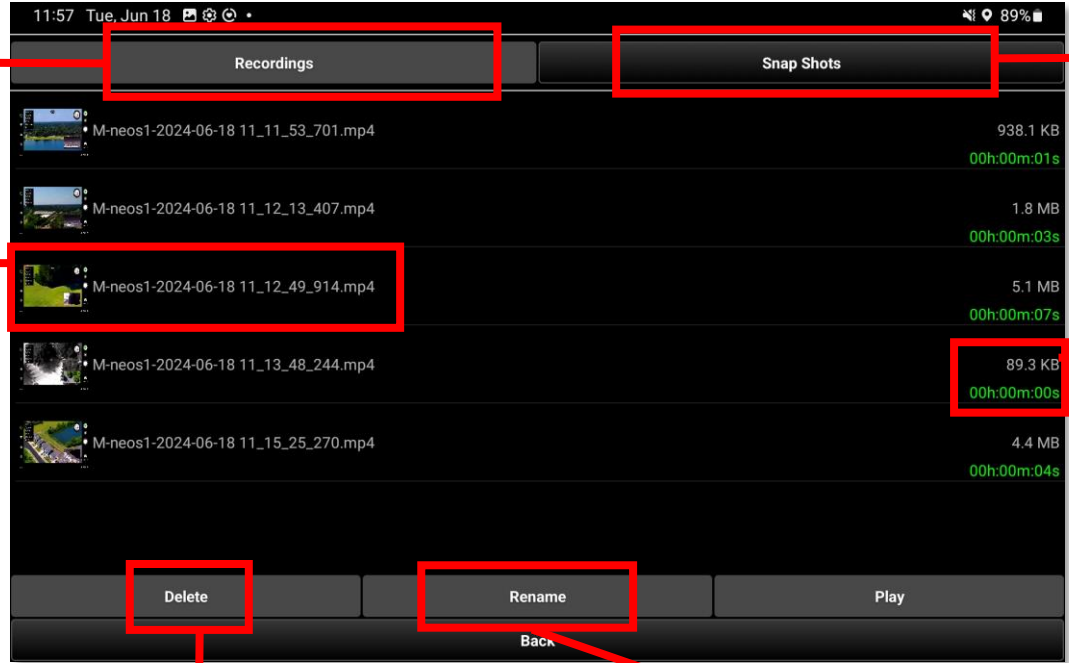 11:57 Tue, Jun 18 • 89%
Recordings Snap Shots
M-neos1-2024-06-18 11_11_53_701.mp4 938.1 KB
00h:00m:01s
M-neos1-2024-06-18 11_12_13_407.mp4 1.8 MB
00h:00m:03s
M-neos1-2024-06-18 11_12_49_914.mp4 5.1 MB
00h:00m:07s
M-neos1-2024-06-18 11_13_48_244.mp4 89.3 KB
00h:00m:00s
M-neos1-2024-06-18 11_15_25_270.mp4 4.4 MB
00h:00m:04s
Delete Rename Play
Back